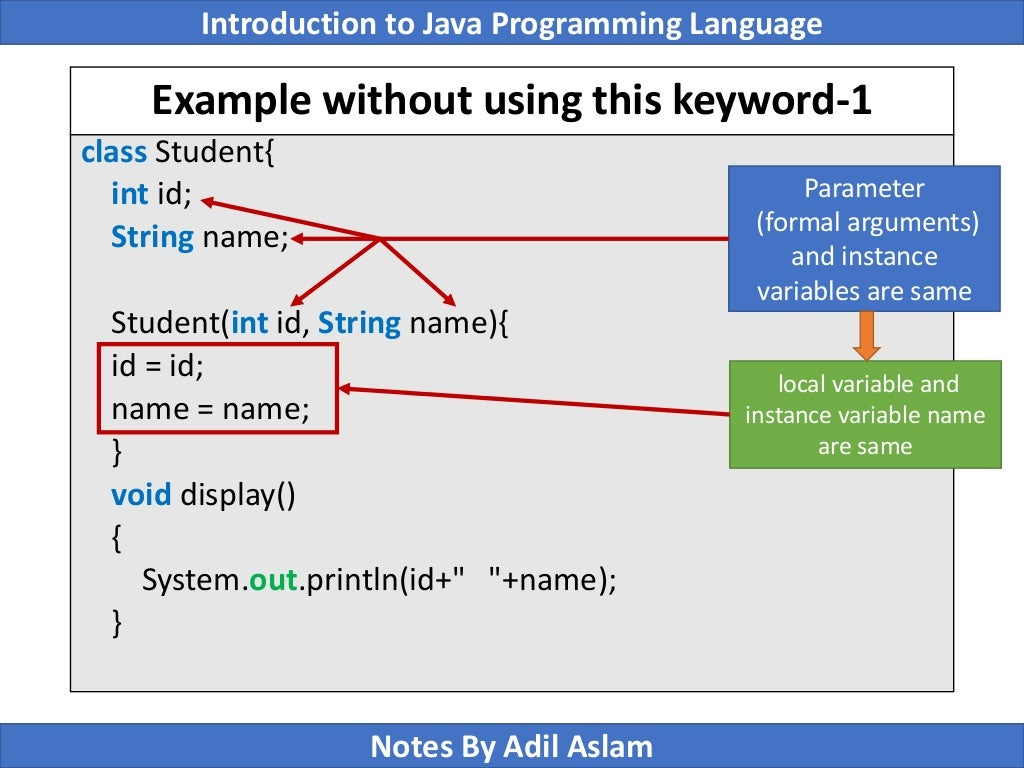 Introduction to Java Programming Language
Example without using this keyword-1
class Student{
int id;
String name;
Student(int id, String name){
id = id;
name = name;
}
void display()
{
System.out.println(id+"   "+name);
}
Parameter
(formal arguments)
and instance
variables are same
local variable and
instance variable name
are same
Notes By Adil Aslam